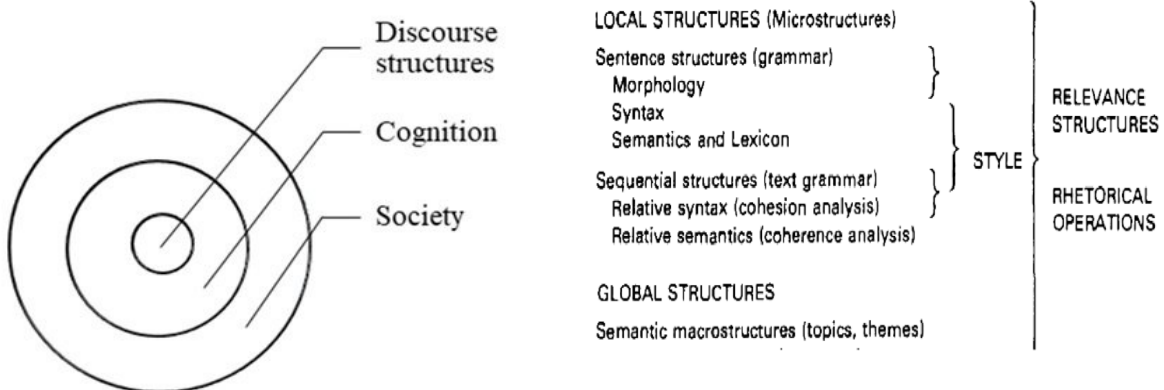 Discourse
structures
Cognition
Society
LOCAL STRUCTURES (Microstructures)
Sentence structures (grammar)
Morphology
Syntax
Semantics and Lexicon
Sequential structures (text grammar)
Relative syntax (cohesion analysis)
Relative semantics (coherence analysis)
GLOBAL STRUCTURES
Semantic macrostructures (topics, themes)
STYLE
RELEVANCE
STRUCTURES
RHETORICAL
OPERATIONS